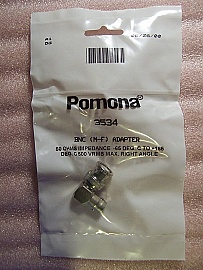 Pomona®
3534
BNC (M-F) ADAPTER
50 OHMS IMPEDANCE -65 DEG. C TO +165
DEG. C 500 VRMS MAX. RIGHT ANGLE